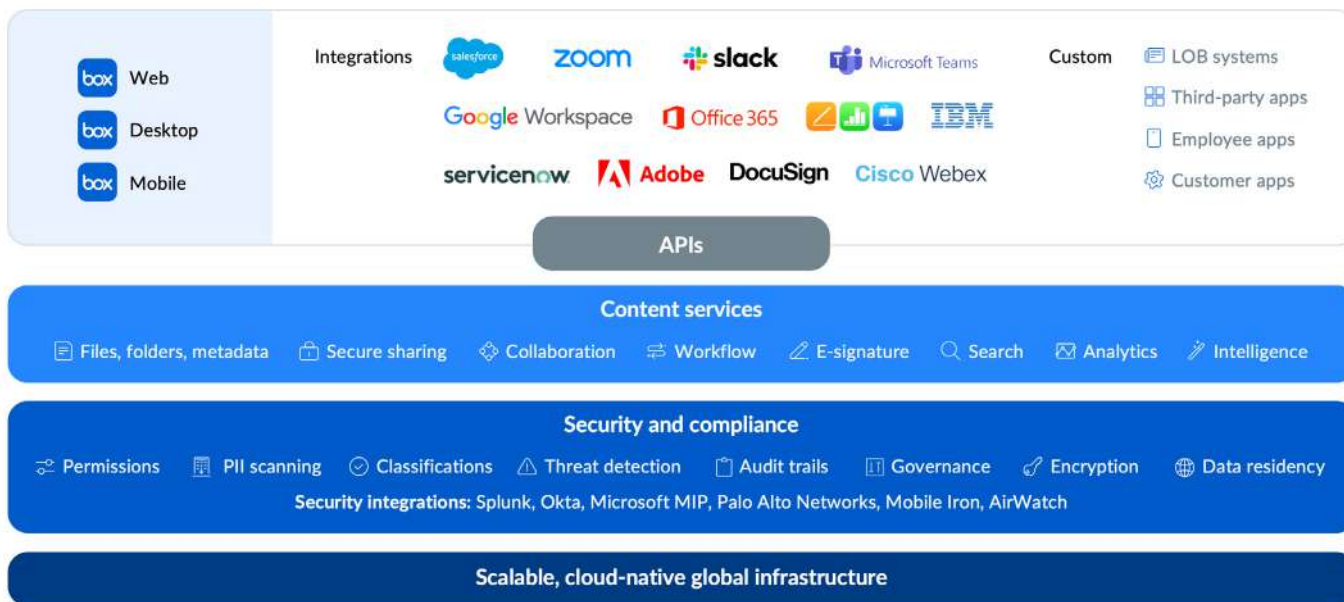 box Web
box Desktop
box Mobile
Integrations
salesforce zoom slack Microsoft Teams
Google Workspace Office 365 IBM
servicenow Adobe DocuSign Cisco Webex
Custom
LOB systems
Third-party apps
Employee apps
Customer apps
APIs
Content services
Files, folders, metadata Secure sharing Collaboration Workflow E-signature Search Analytics Intelligence
Security and compliance
Permissions PII scanning Classifications Threat detection Audit trails Governance Encryption Data residency
Security integrations: Splunk, Okta, Microsoft MIP, Palo Alto Networks, Mobile Iron, AirWatch
Scalable, cloud-native global infrastructure